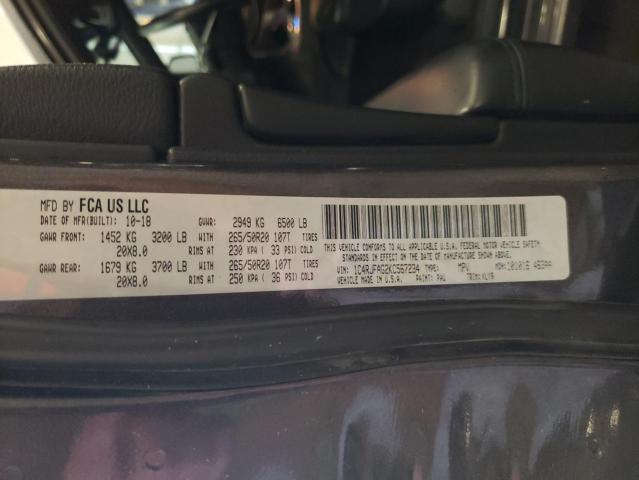 MFD BY FCA US LLC
DATE OF MFR(BUILT): 10-18 GVWR: 2949 KG 6500 LB
GAWR FRONT: 1452 KG 3200 LB WITH 265/50R20 107T TIRES
20X8.0 RIMS AT 230 KPA ( 33 PSI) COLD
GAWR REAR: 1679 KG 3700 LB WITH 265/50R20 107T TIRES
20X8.0 RIMS AT 250 KPA ( 36 PSI) COLD
THIS VEHICLE CONFORMS TO ALL APPLICABLE U.S.A. FEDERAL MOTOR VEHICLE SAFETY
STANDARDS IN EFFECT ON THE DATE OF MANUFACTURE SHOWN ABOVE.
VIN: 1C4RJFAG2KC567234 TYPE: MPV MDH:101015
VEHICLE MADE IN U.S.A. PAINT: PAU TRIM: